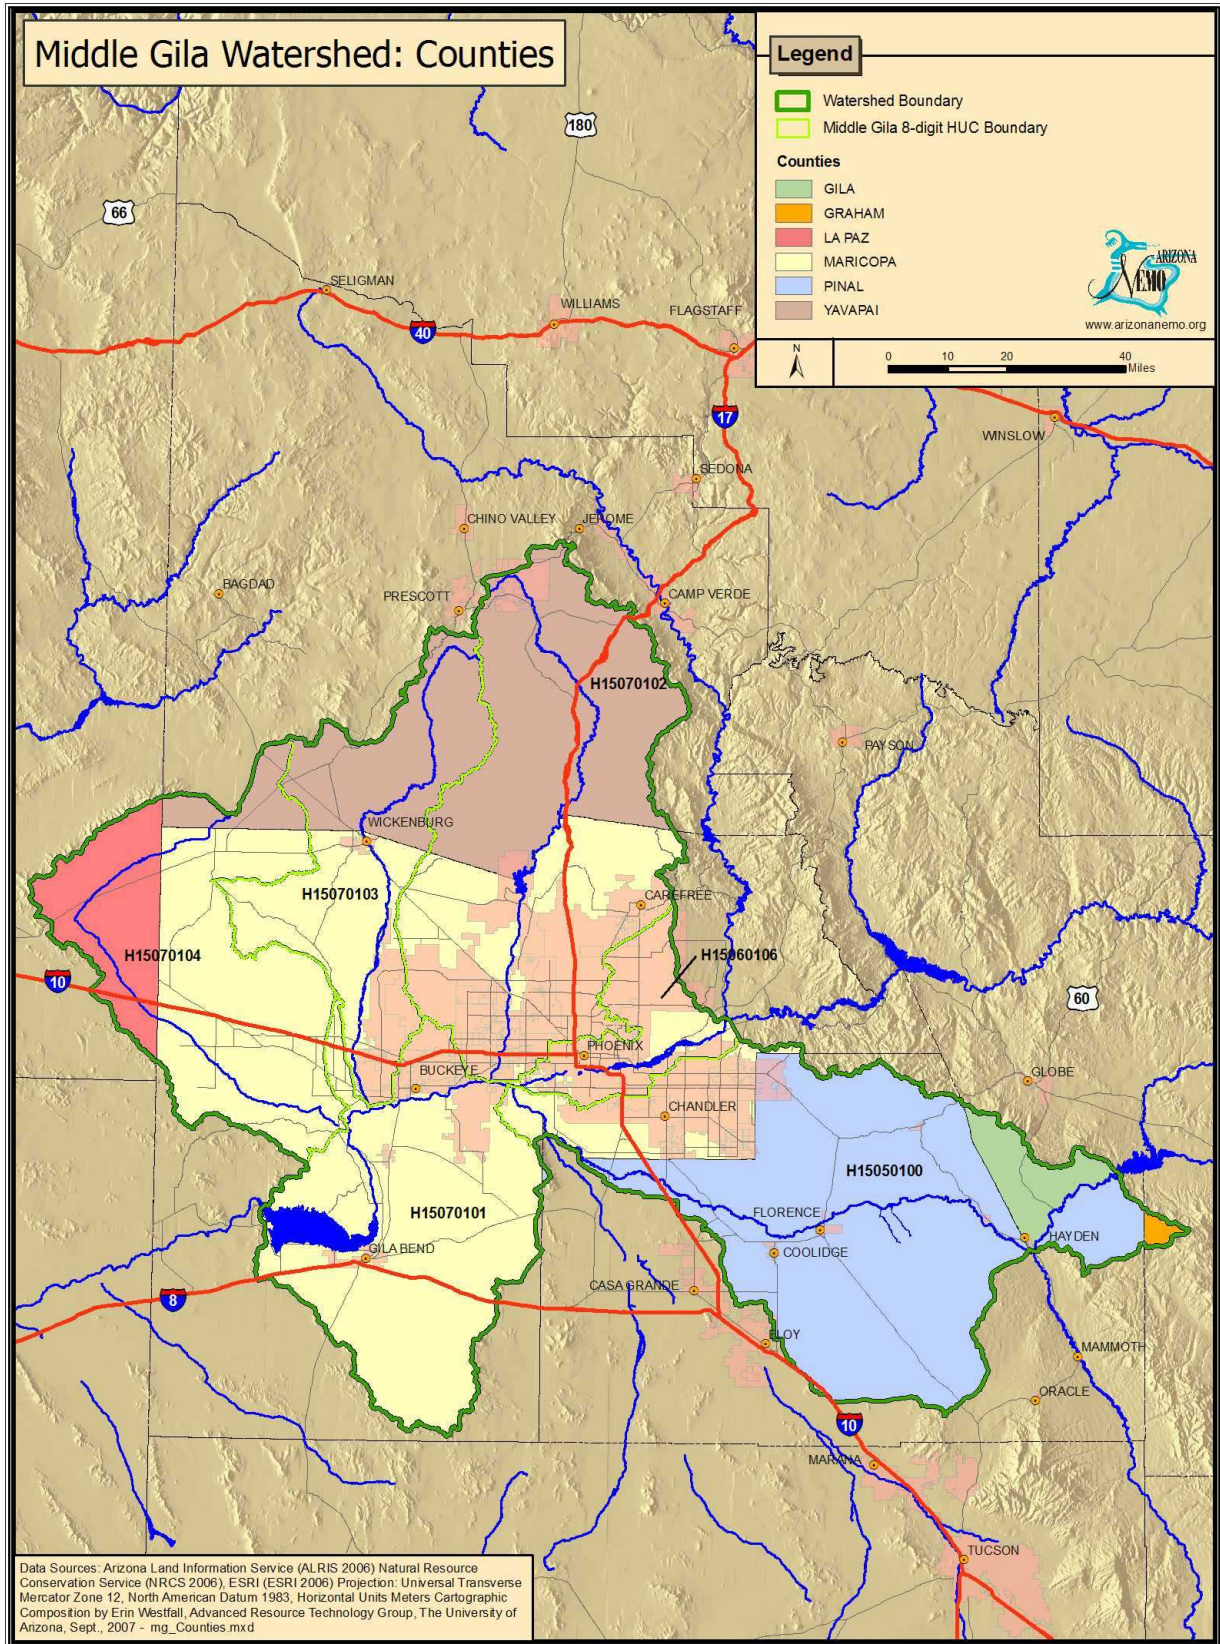 Middle Gila Watershed: Counties
Legend
Watershed Boundary
Middle Gila 8-digit HUC Boundary
Counties
GILA
GRAHAM
LA PAZ
MARICOPA
PINAL
YAVAPAI
ARIZONA
NEMO
www.arizonanemo.org
N
0 10 20 40
Miles
180
66
SELIGMAN
WILLIAMS
FLAGSTAFF
40
17
WINSLOW
SEDONA
CHINO VALLEY
JEROME
BAGDAD
PRESCOTT
CAMP VERDE
H15070102
PAYSON
WICKENBURG
H15070103
CAREFREE
H15070104
H15060106
10
60
PHOENIX
BUCKEYE
GLOBE
CHANDLER
H15050100
H15070101
FLORENCE
HAYDEN
GILA BEND
COOLIDGE
CASA GRANDE
8
ELOY
MAMMOTH
ORACLE
10
MARANA
TUCSON
Data Sources: Arizona Land Information Service (ALRIS 2006) Natural Resource
Conservation Service (NRCS 2006), ESRI (ESRI 2006) Projection: Universal Transverse
Mercator Zone 12, North American Datum 1983, Horizontal Units Meters Cartographic
Composition by Erin Westfall, Advanced Resource Technology Group, The University of
Arizona, Sept., 2007 - mg_Counties.mxd